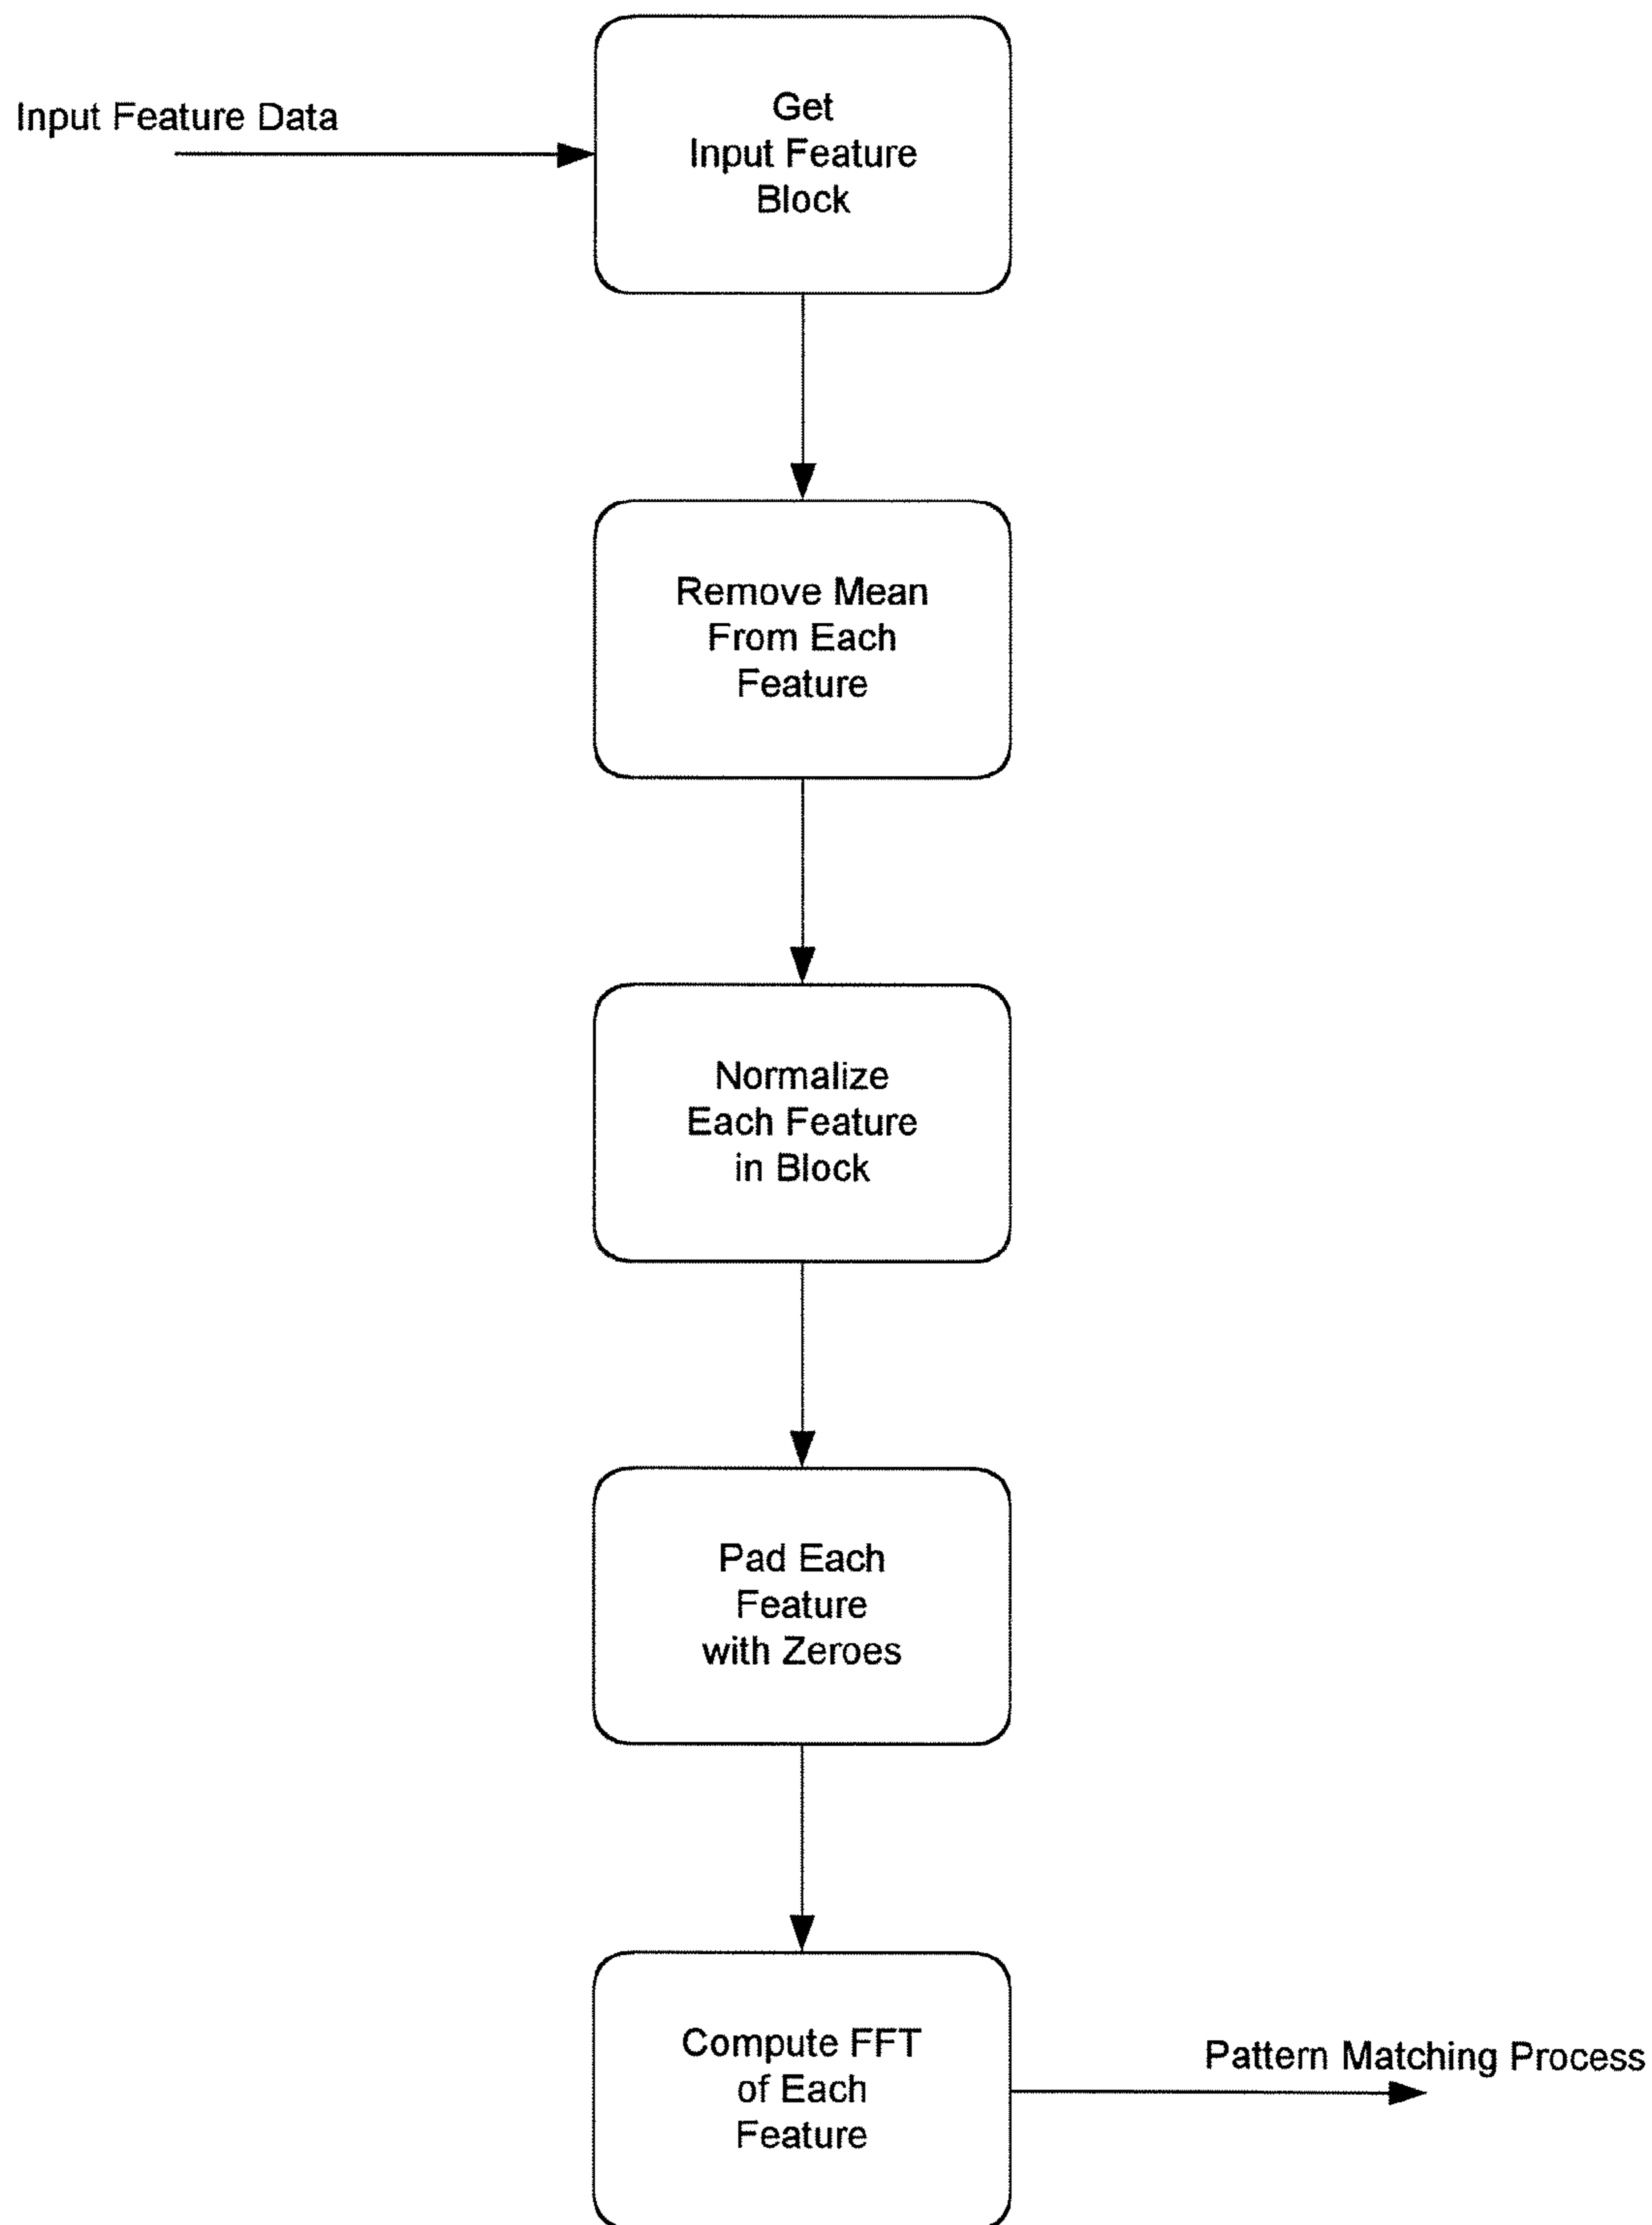 Input Feature Data
Get
Input Feature
Block
Remove Mean
From Each
Feature
Normalize
Each Feature
in Block
Pad Each
Feature
with Zeroes
Compute FFT
of Each
Feature
Pattern Matching Process